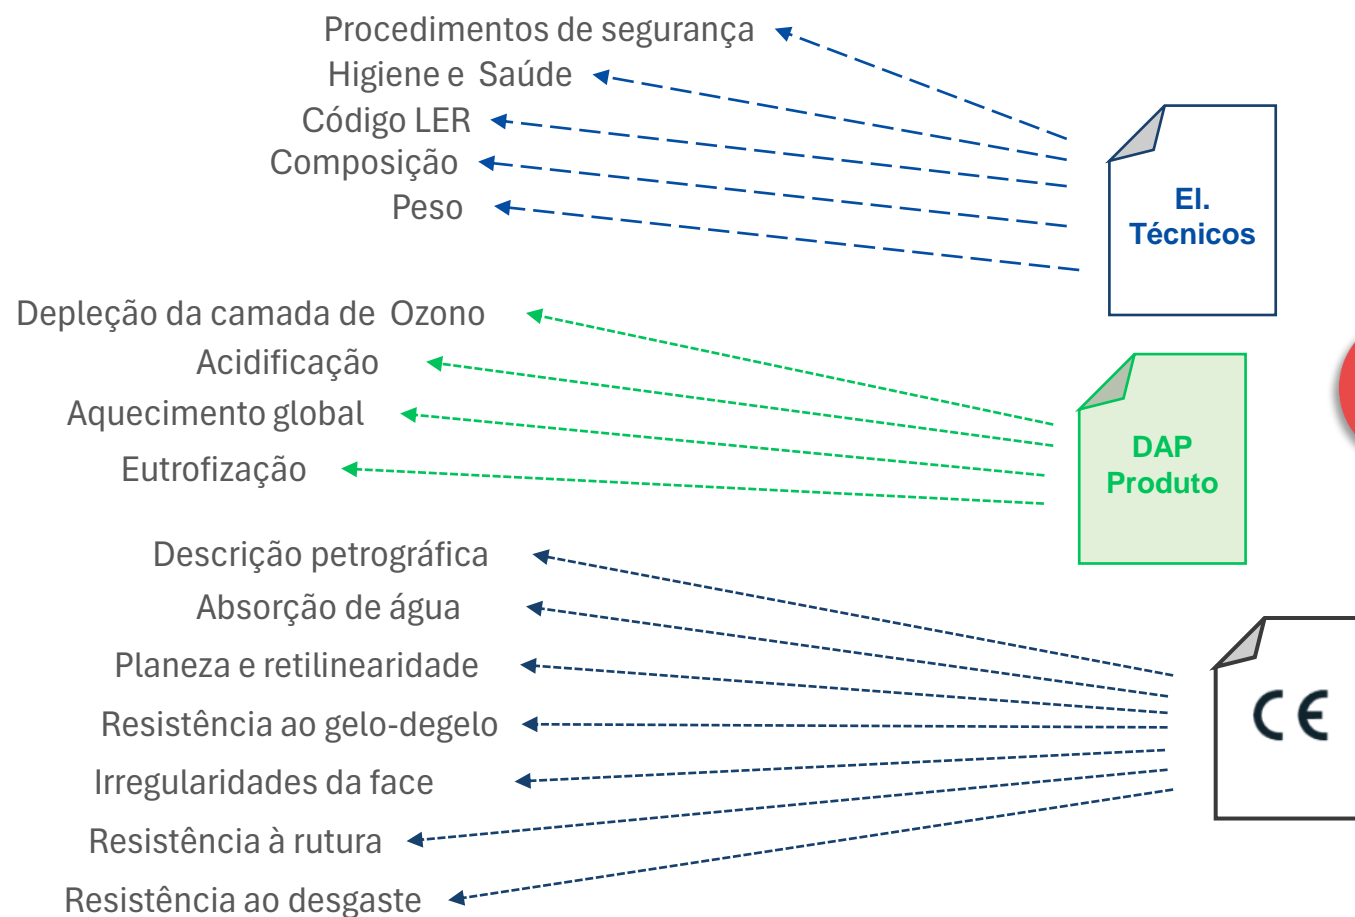 Procedimentos de segurança
Higiene e Saúde
Código LER
Composição
Peso
El.
Técnicos
Depleção da camada de Ozono
Acidificação
Aquecimento global
Eutrofização
DAP
Produto
Descrição petrográfica
Absorção de água
Planeza e retilinearidade
Resistência ao gelo-degelo
Irregularidades da face
Resistência à rutura
Resistência ao desgaste
CE